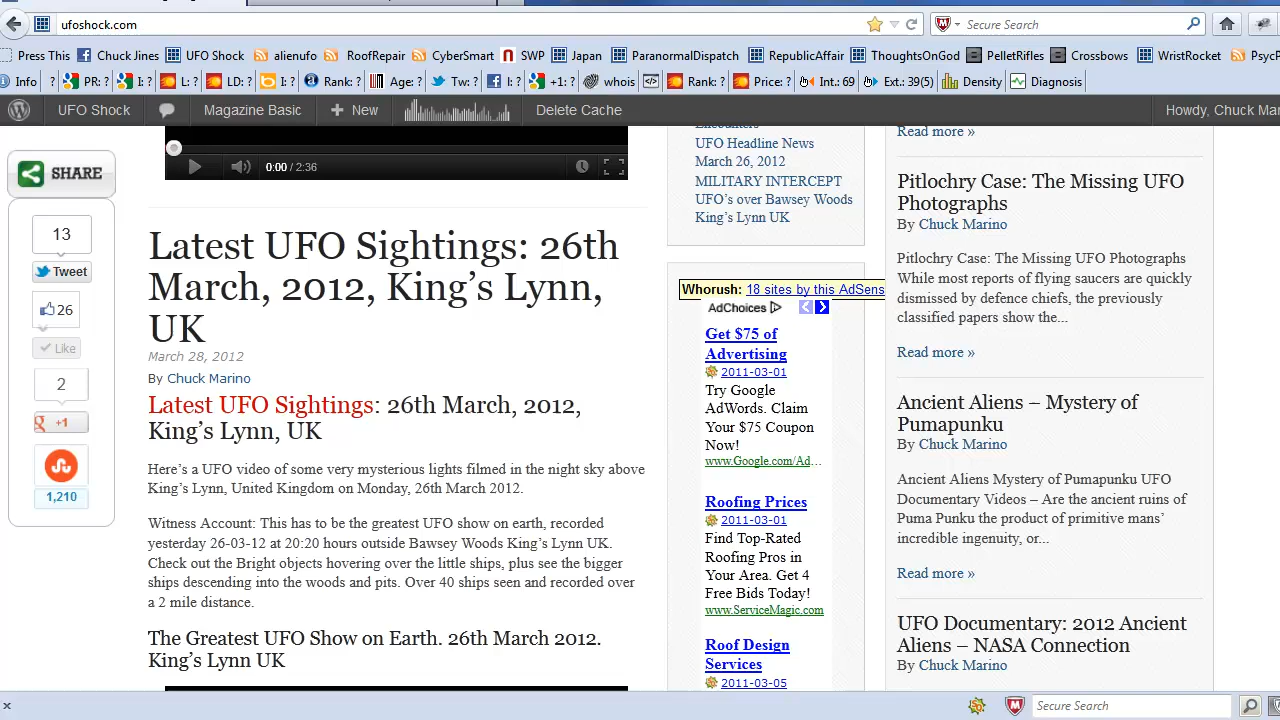 ufoshock.com
Secure Search
Press This Chuck Jines UFO Shock alienufo RoofRepair CyberSmart SWP Japan ParanormalDispatch RepublicAffair ThoughtsOnGod PelletRifles Crossbows WristRocket Psych
Info ? PR: ? I: ? L: ? LD: ? I: ? Rank: ? Age: ? Tw: ? I: ? +1: ? whois Rank: ? Price: ? Int.: 69 Ext.: 39(5) Density Diagnosis
UFO Shock Magazine Basic + New Delete Cache Howdy, Chuck Mar
0:00 / 2:36
SHARE
13
Tweet
26
Like
2
+1
1,210
Latest UFO Sightings: 26th
March, 2012, King's Lynn,
UK
March 28, 2012
By Chuck Marino
Latest UFO Sightings: 26th March, 2012,
King's Lynn, UK
Here's a UFO video of some very mysterious lights filmed in the night sky above
King's Lynn, United Kingdom on Monday, 26th March 2012.
Witness Account: This has to be the greatest UFO show on earth, recorded
yesterday 26-03-12 at 20:20 hours outside Bawsey Woods King's Lynn UK.
Check out the Bright objects hovering over the little ships, plus see the bigger
ships descending into the woods and pits. Over 40 ships seen and recorded over
a 2 mile distance.
The Greatest UFO Show on Earth. 26th March 2012.
King's Lynn UK
Encounters
UFO Headline News
March 26, 2012
MILITARY INTERCEPT
UFO's over Bawsey Woods
King's Lynn UK
Whorush: 18 sites by this AdSens
AdChoices
Get $75 of
Advertising
2011-03-01
Try Google
AdWords. Claim
Your $75 Coupon
Now!
www.Google.com/Ad...
Roofing Prices
2011-03-01
Find Top-Rated
Roofing Pros in
Your Area. Get 4
Free Bids Today!
www.ServiceMagic.com
Roof Design
Services
2011-03-05
Read more »
Pitlochry Case: The Missing UFO
Photographs
By Chuck Marino
Pitlochry Case: The Missing UFO Photographs
While most reports of flying saucers are quickly
dismissed by defence chiefs, the previously
classified papers show the...
Read more »
Ancient Aliens – Mystery of
Pumapunku
By Chuck Marino
Ancient Aliens Mystery of Pumapunku UFO
Documentary Videos – Are the ancient ruins of
Puma Punku the product of primitive mans'
incredible ingenuity, or...
Read more »
UFO Documentary: 2012 Ancient
Aliens – NASA Connection
By Chuck Marino
Secure Search